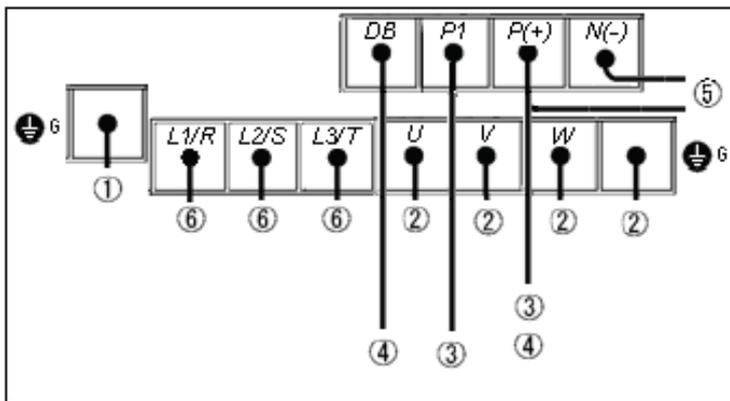 DB P1 P(+) N(-)
⑤
G
L1/R L2/S L3/T U V W
G
①
⑥ ⑥ ⑥ ② ② ② ②
③
④ ③ ④